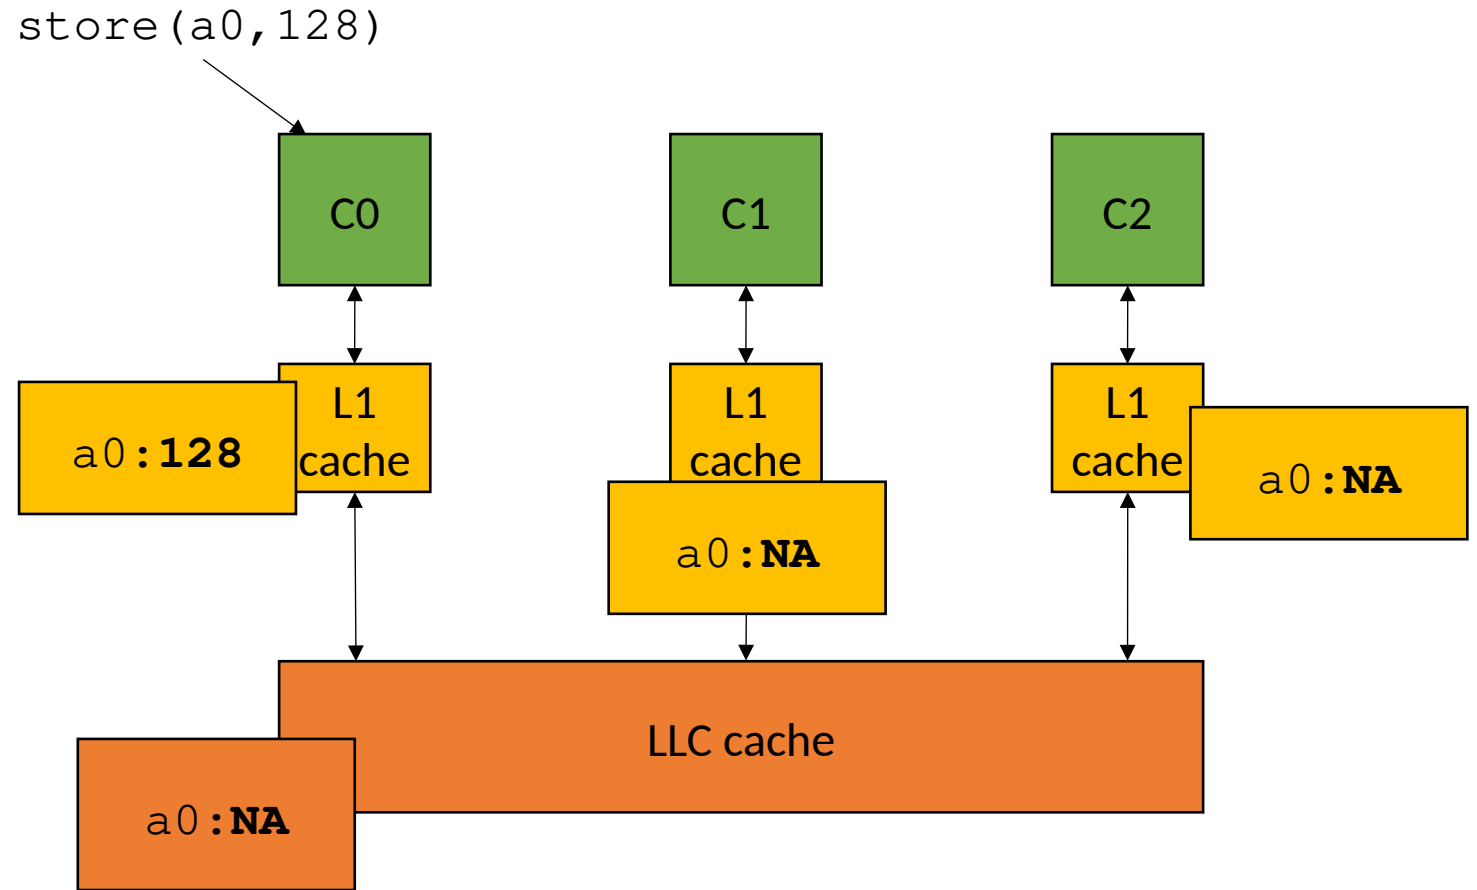 store(a0,128)
C0
C1
C2
L1
cache
L1
cache
L1
cache
a0:128
a0:NA
a0:NA
LLC cache
a0:NA